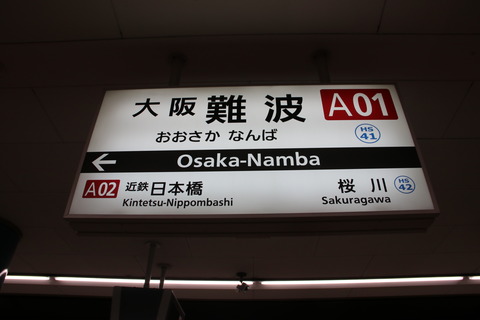 大阪難波 A01
おおさか なんば HS 41
← Osaka-Namba
A02 近鉄日本橋 桜川 HS 42
Kintetsu-Nippombashi Sakuragawa